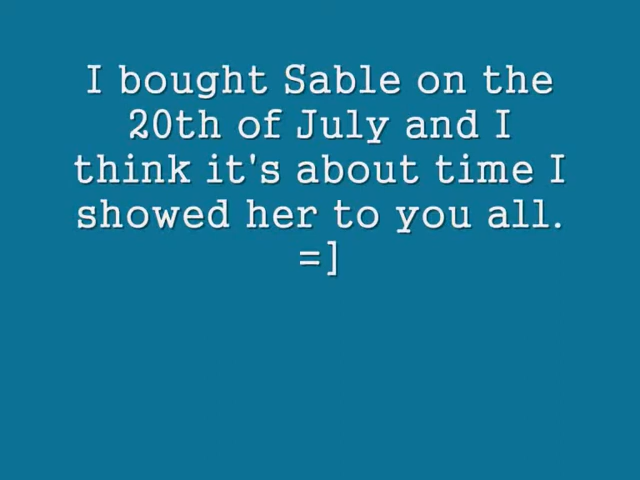 I bought Sable on the
20th of July and I
think it's about time I
showed her to you all.
=]